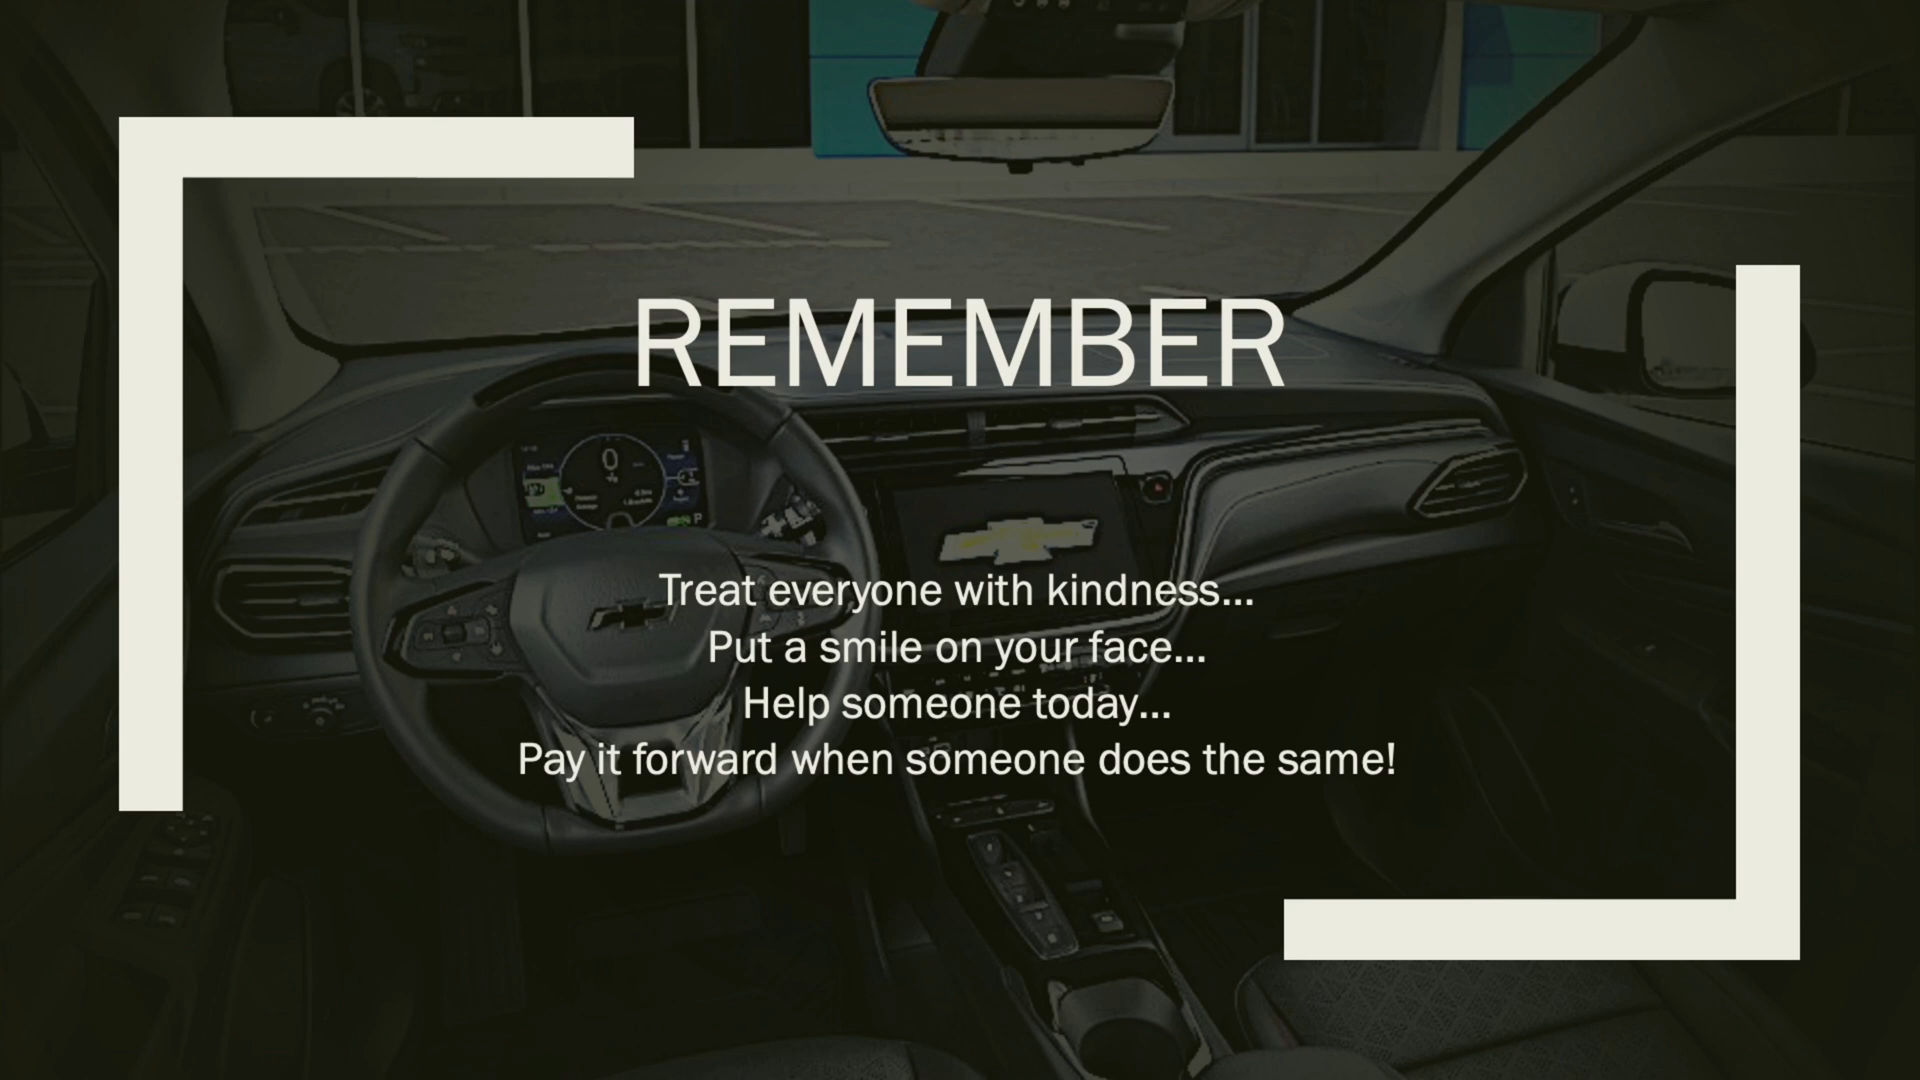 REMEMBER
0
P
Treat everyone with kindness...
Put a smile on your face...
Help someone today...
Pay it forward when someone does the same!